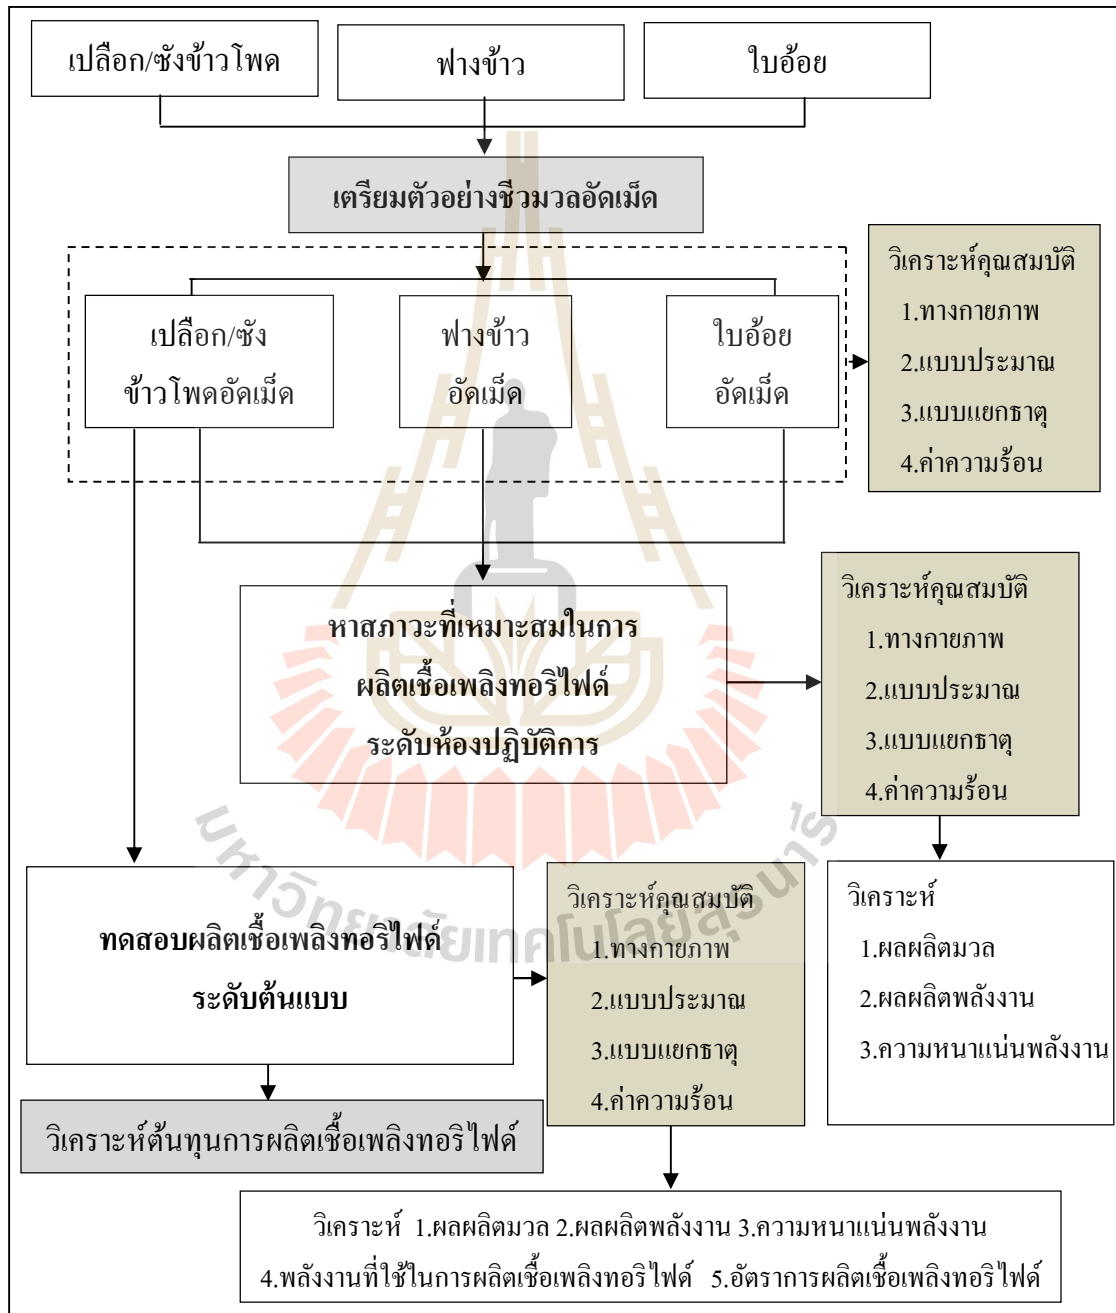 เปลือก/ซังข้าวโพด
ฟางข้าว
ใบอ้อย
เตรียมตัวอย่างชีวมวลอัดเม็ด
เปลือก/ซัง
ข้าวโพดอัดเม็ด
ฟางข้าว
อัดเม็ด
ใบอ้อย
อัดเม็ด
วิเคราะห์คุณสมบัติ
1.ทางกายภาพ
2.แบบประมาณ
3.แบบแยกธาตุ
4.ค่าความร้อน
หาสภาวะที่เหมาะสมในการ
ผลิตเชื้อเพลิงทอริไฟด์
ระดับห้องปฏิบัติการ
วิเคราะห์คุณสมบัติ
1.ทางกายภาพ
2.แบบประมาณ
3.แบบแยกธาตุ
4.ค่าความร้อน
วิเคราะห์
1.ผลผลิตมวล
2.ผลผลิตพลังงาน
3.ความหนาแน่นพลังงาน
ทดสอบผลิตเชื้อเพลิงทอริไฟด์
ระดับต้นแบบ
วิเคราะห์คุณสมบัติ
1.ทางกายภาพ
2.แบบประมาณ
3.แบบแยกธาตุ
4.ค่าความร้อน
วิเคราะห์ต้นทุนการผลิตเชื้อเพลิงทอริไฟด์
วิเคราะห์ 1.ผลผลิตมวล 2.ผลผลิตพลังงาน 3.ความหนาแน่นพลังงาน
4.พลังงานที่ใช้ในการผลิตเชื้อเพลิงทอริไฟด์ 5.อัตราการผลิตเชื้อเพลิงทอริไฟด์
มหาวิทยาลัยเทคโนโลยีสุรนารี